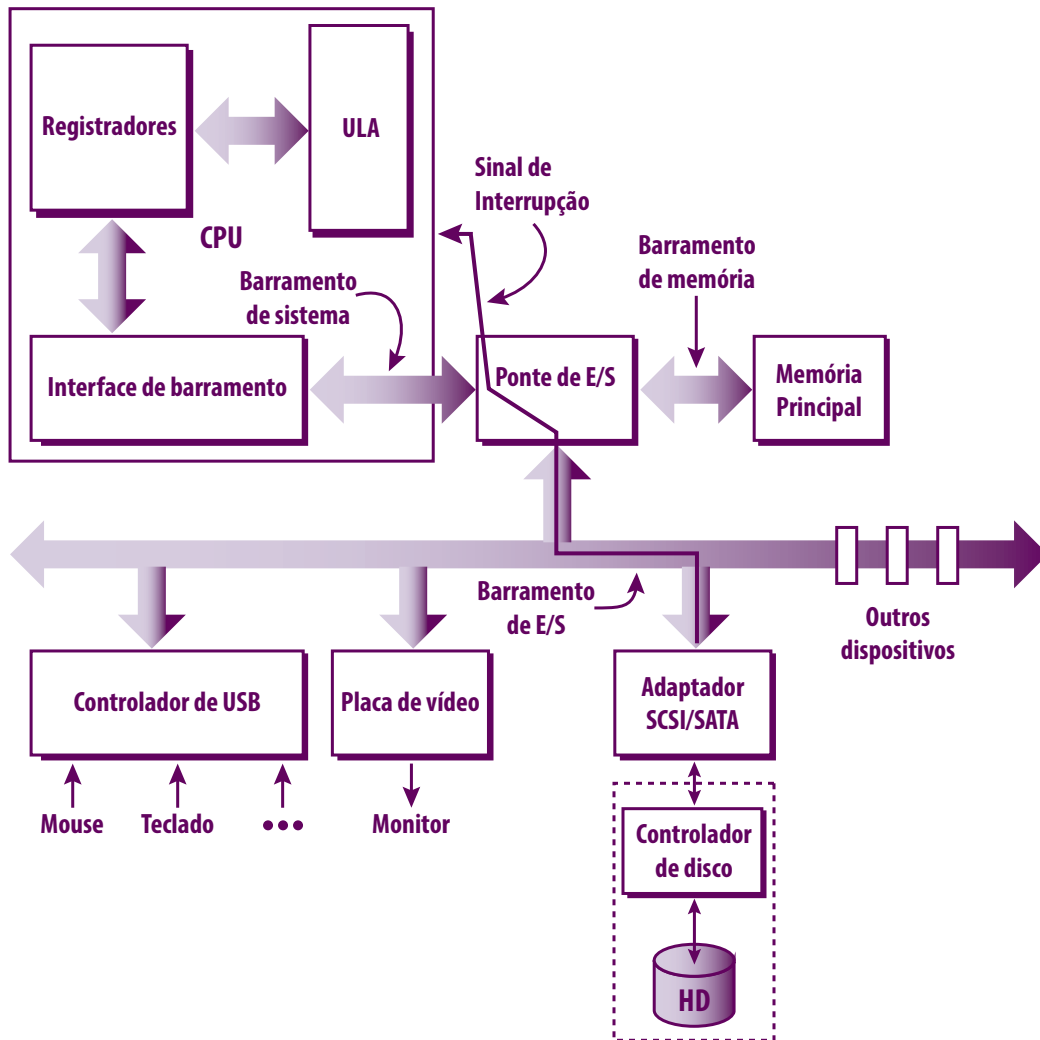 Registradores
ULA
CPU
Sinal de
Interrupção
Barramento
de memória
Barramento
de sistema
Interface de barramento
Ponte de E/S
Memória
Principal
Barramento
de E/S
Outros
dispositivos
Controlador de USB
Placa de vídeo
Adaptador
SCSI/SATA
Mouse
Teclado
Monitor
Controlador
de disco
HD